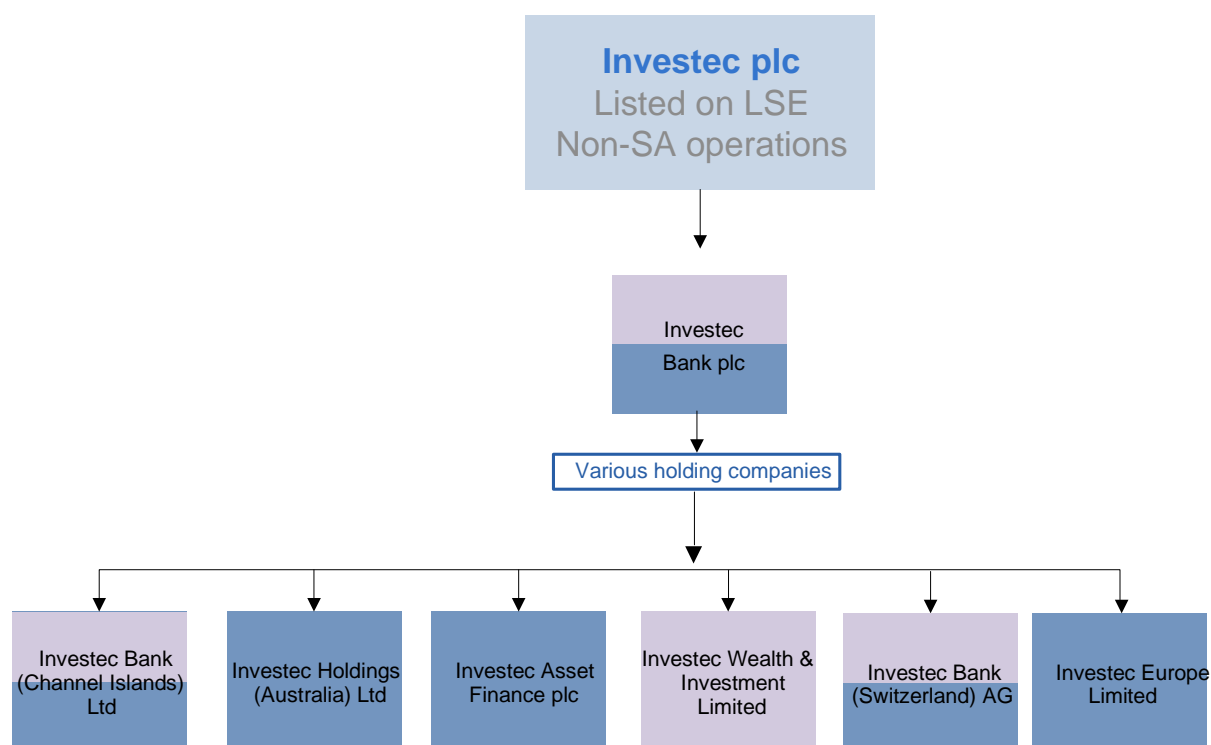 Investec plc
Listed on LSE
Non-SA operations
Investec
Bank plc
Various holding companies
Investec Bank
(Channel Islands)
Ltd
Investec Holdings
(Australia) Ltd
Investec Asset
Finance plc
Investec Wealth &
Investment
Limited
Investec Bank
(Switzerland) AG
Investec Europe
Limited